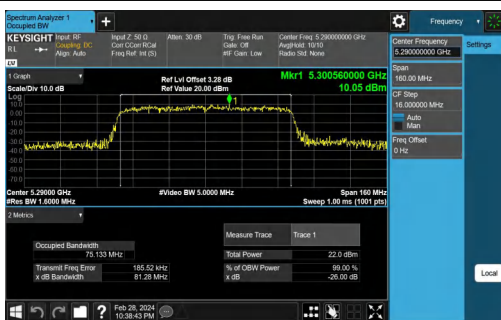 Spectrum Analyzer 1
Occupied BW
Frequency
KEYSIGHT
Input: RF
Input Z: 50 Ω
Atten: 30 dB
Trig: Free Run
Center Freq: 5.290000000 GHz
RL
Coupling: DC
Corr CCorr RCal
Gate: Off
Avg|Hold: 10/10
Align: Auto
Freq Ref: Int (S)
#IF Gain: Low
Radio Std: None
Center Frequency
5.290000000 GHz
Settings
1 Graph
Ref Lvl Offset 3.28 dB
Mkr1 5.300560000 GHz
Scale/Div 10.0 dB
Ref Value 20.00 dBm
10.05 dBm
Span
160.00 MHz
CF Step
16.000000 MHz
Auto
Man
Freq Offset
0 Hz
Log
10.0
0.00
1
Center 5.29000 GHz
#Video BW 5.0000 MHz
Span 160 MHz
#Res BW 1.6000 MHz
Sweep 1.00 ms (1001 pts)
2 Metrics
Measure Trace
Trace 1
Occupied Bandwidth
75.133 MHz
Total Power
22.0 dBm
Transmit Freq Error
185.52 kHz
% of OBW Power
99.00 %
x dB Bandwidth
81.28 MHz
x dB
-26.00 dB
Local
Feb 28, 2024
10:38:43 PM